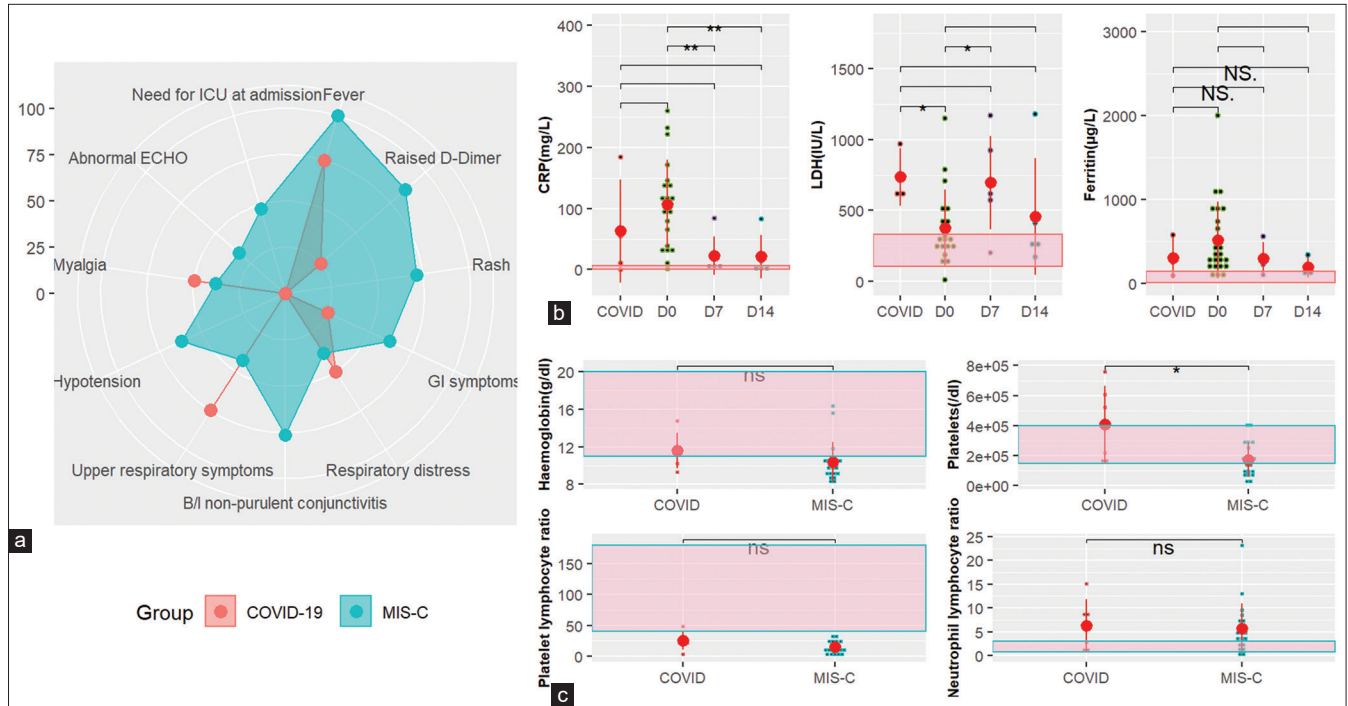 Need for ICU at admission
Fever
100
75
50
25
0
Abnormal ECHO
Raised D-Dimer
Myalgia
Rash
Hypotension
GI symptoms
Upper respiratory symptoms
Respiratory distress
B/l non-purulent conjunctivitis
a
Group
COVID-19
MIS-C
CRP(mg/L)
400
300
200
100
0
**
**
COVID
D0
D7
D14
LDH(IU/L)
1500
1000
500
0
*
*
COVID
D0
D7
D14
Ferritin(µg/L)
3000
2000
1000
0
NS.
NS.
COVID
D0
D7
D14
b
Haemoglobin(g/dl)
20
16
12
8
ns
COVID
MIS-C
Platelets(/dl)
8e+05
6e+05
4e+05
2e+05
0e+00
*
COVID
MIS-C
Platelet lymphocyte ratio
150
100
50
0
ns
COVID
MIS-C
Neutrophil lymphocyte ratio
25
20
15
10
5
0
ns
COVID
MIS-C
c